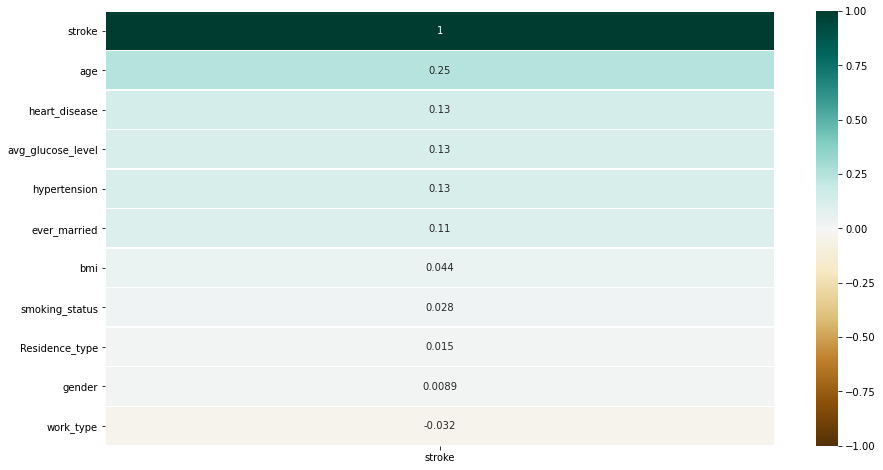 stroke 1 1.00
age 0.25 0.75
heart_disease 0.13
avg_glucose_level 0.13 0.50
hypertension 0.13 0.25
ever_married 0.11 0.00
bmi 0.044
smoking_status 0.028 −0.25
Residence_type 0.015 −0.50
gender 0.0089 −0.75
work_type -0.032 −1.00
stroke